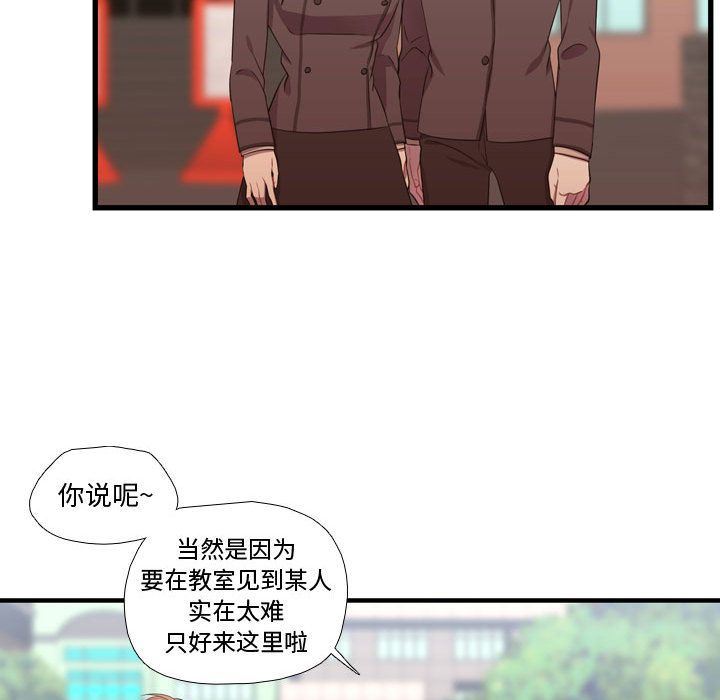 你说呢~
当然是因为
要在教室见到某人
实在太难
只好来这里啦